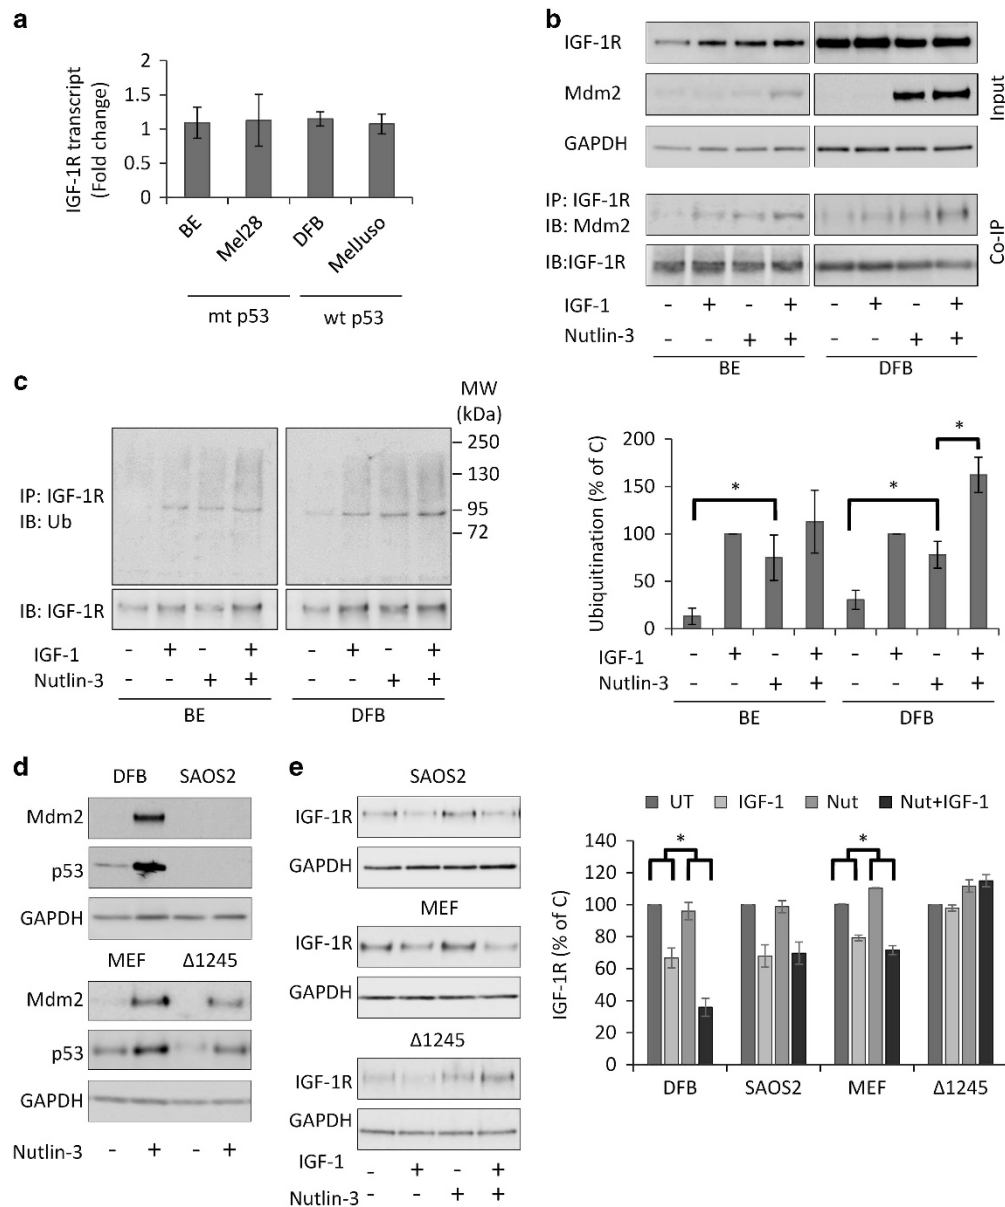 a
IGF-1R transcript
(Fold change)
2
1.5
1
0.5
0
BE
Mel28
DFB
MelJuso
mt p53
wt p53
b
IGF-1R
Mdm2
GAPDH
Input
IP: IGF-1R
IB: Mdm2
IB:IGF-1R
Co-IP
IGF-1 - + - + - + - +
Nutlin-3 - - + + - - + +
BE DFB
c
MW
(kDa)
250
130
95
72
IP: IGF-1R
IB: Ub
IB: IGF-1R
IGF-1 - + - + - + - +
Nutlin-3 - - + + - - + +
BE DFB
Ubiquitination (% of C)
200
150
100
50
0
* * *
IGF-1 - + - + - + - +
Nutlin-3 - - + + - - + +
BE DFB
d
DFB SAOS2
Mdm2
p53
GAPDH
MEF Δ1245
Mdm2
p53
GAPDH
Nutlin-3 - + - +
e
SAOS2
IGF-1R
GAPDH
MEF
IGF-1R
GAPDH
Δ1245
IGF-1R
GAPDH
IGF-1 - + - +
Nutlin-3 - - + +
UT IGF-1 Nut Nut+IGF-1
IGF-1R (% of C)
140
120
100
80
60
40
20
0
* *
DFB SAOS2 MEF Δ1245